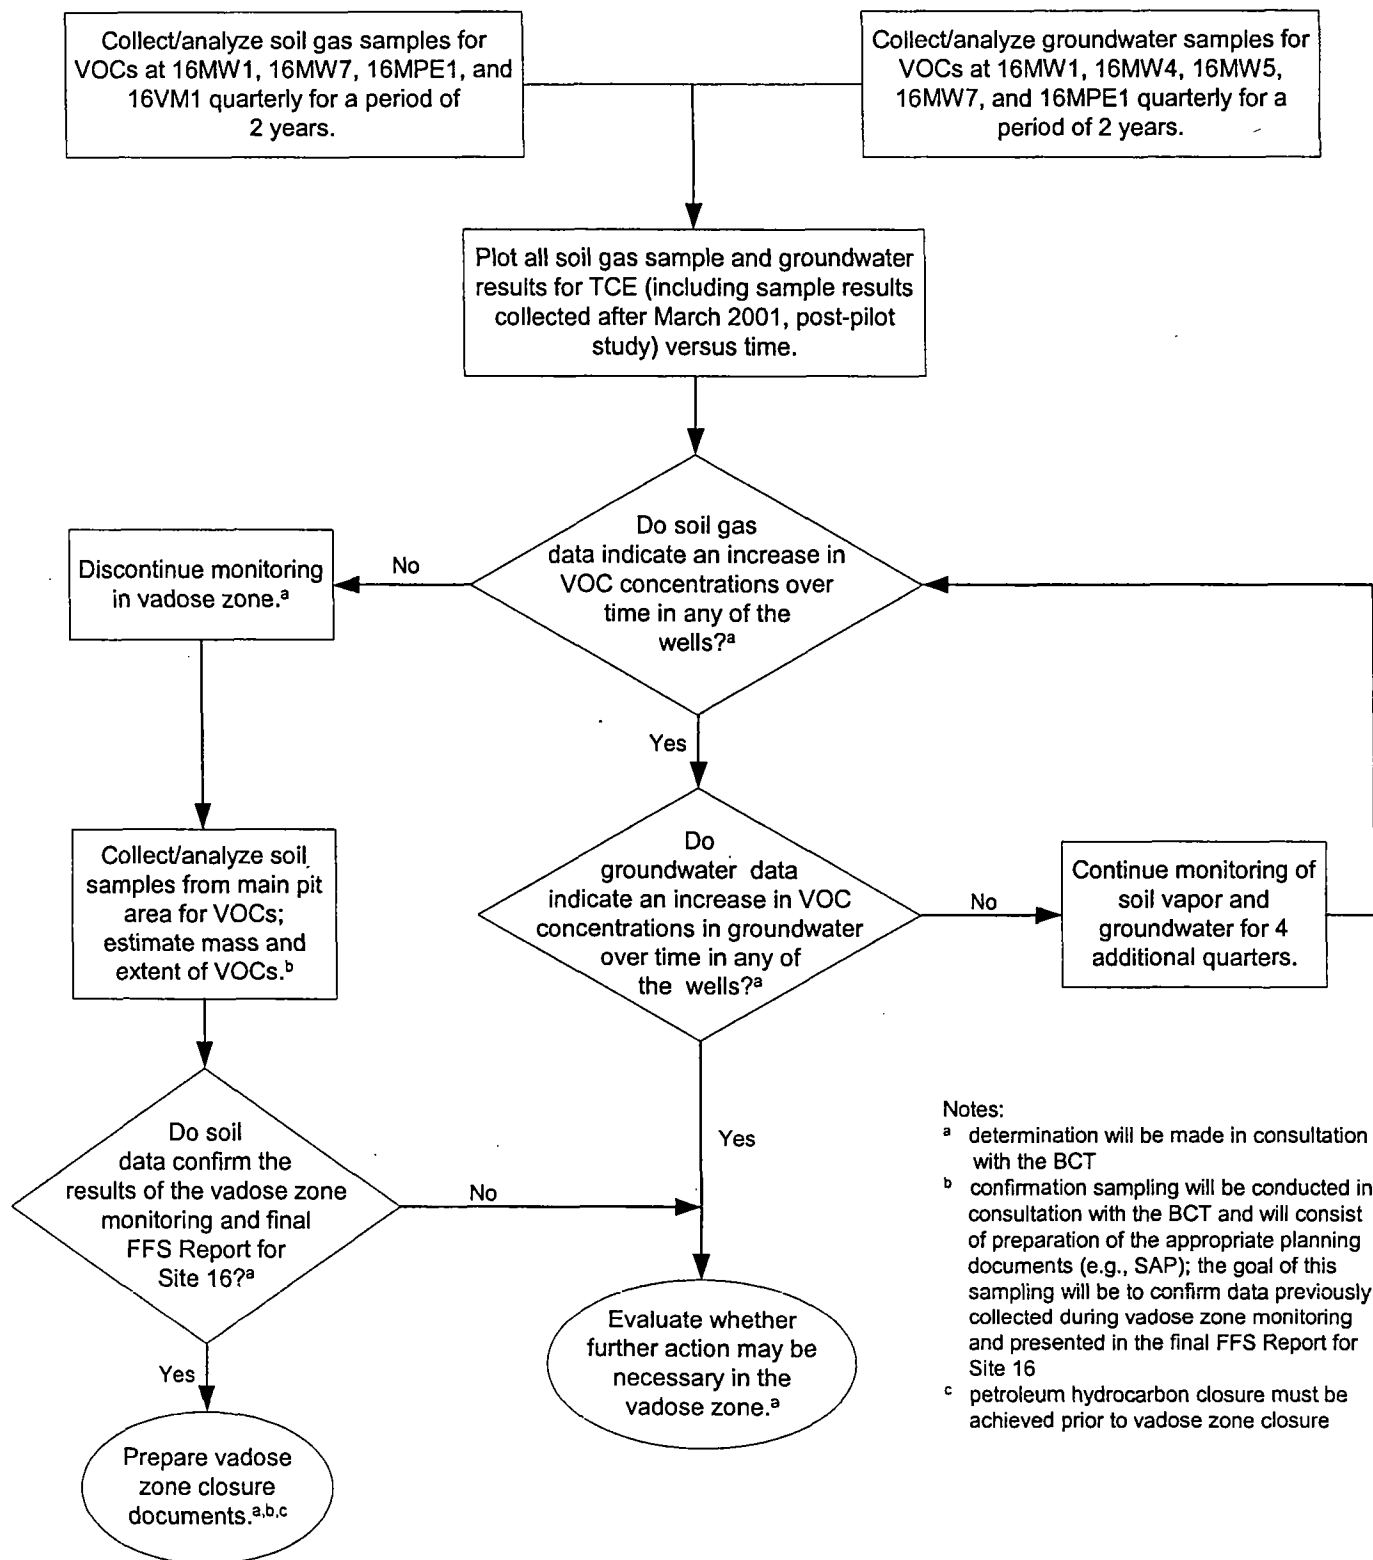 Collect/analyze soil gas samples for
VOCs at 16MW1, 16MW7, 16MPE1, and
16VM1 quarterly for a period of
2 years.
Collect/analyze groundwater samples for
VOCs at 16MW1, 16MW4, 16MW5,
16MW7, and 16MPE1 quarterly for a
period of 2 years.
Plot all soil gas sample and groundwater
results for TCE (including sample results
collected after March 2001, post-pilot
study) versus time.
Do soil gas
data indicate an increase in
VOC concentrations over
time in any of the
wells?ᵃ
No
Discontinue monitoring
in vadose zone.ᵃ
Yes
Collect/analyze soil
samples from main pit
area for VOCs;
estimate mass and
extent of VOCs.ᵇ
Do
groundwater data
indicate an increase in VOC
concentrations in groundwater
over time in any of
the wells?ᵃ
No
Continue monitoring of
soil vapor and
groundwater for 4
additional quarters.
Yes
Do soil
data confirm the
results of the vadose zone
monitoring and final
FFS Report for
Site 16?ᵃ
No
Yes
Evaluate whether
further action may be
necessary in the
vadose zone.ᵃ
Prepare vadose
zone closure
documents.ᵃ,ᵇ,ᶜ
Notes:
ᵃ determination will be made in consultation
with the BCT
ᵇ confirmation sampling will be conducted in
consultation with the BCT and will consist
of preparation of the appropriate planning
documents (e.g., SAP); the goal of this
sampling will be to confirm data previously
collected during vadose zone monitoring
and presented in the final FFS Report for
Site 16
ᶜ petroleum hydrocarbon closure must be
achieved prior to vadose zone closure